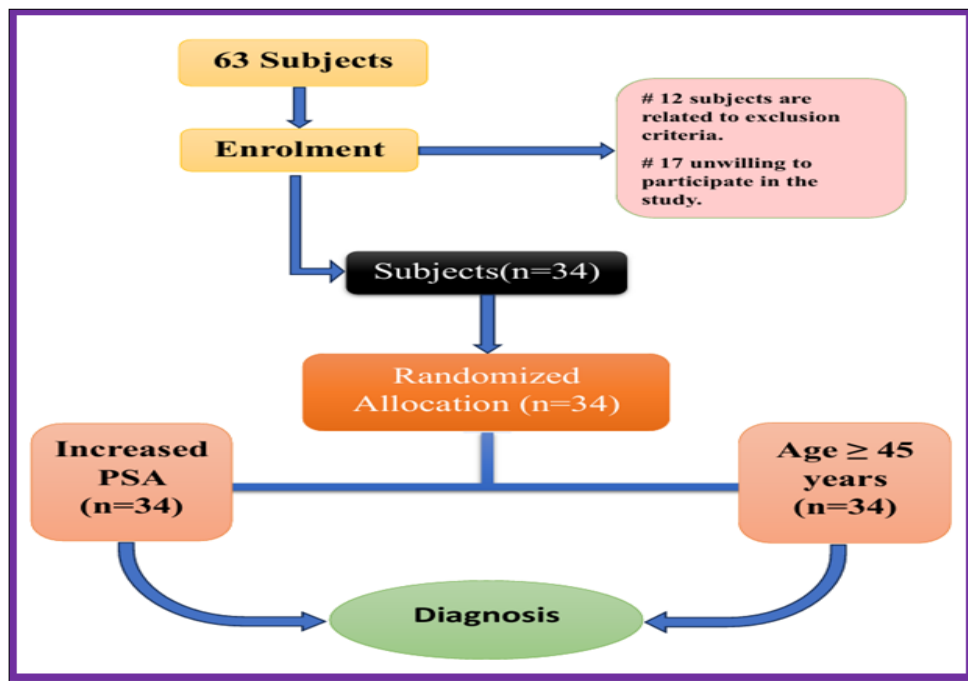 63 Subjects
Enrolment
# 12 subjects are
related to exclusion
criteria.
# 17 unwilling to
participate in the
study.
Subjects(n=34)
Randomized
Allocation (n=34)
Increased
PSA
(n=34)
Age ≥ 45
years
(n=34)
Diagnosis